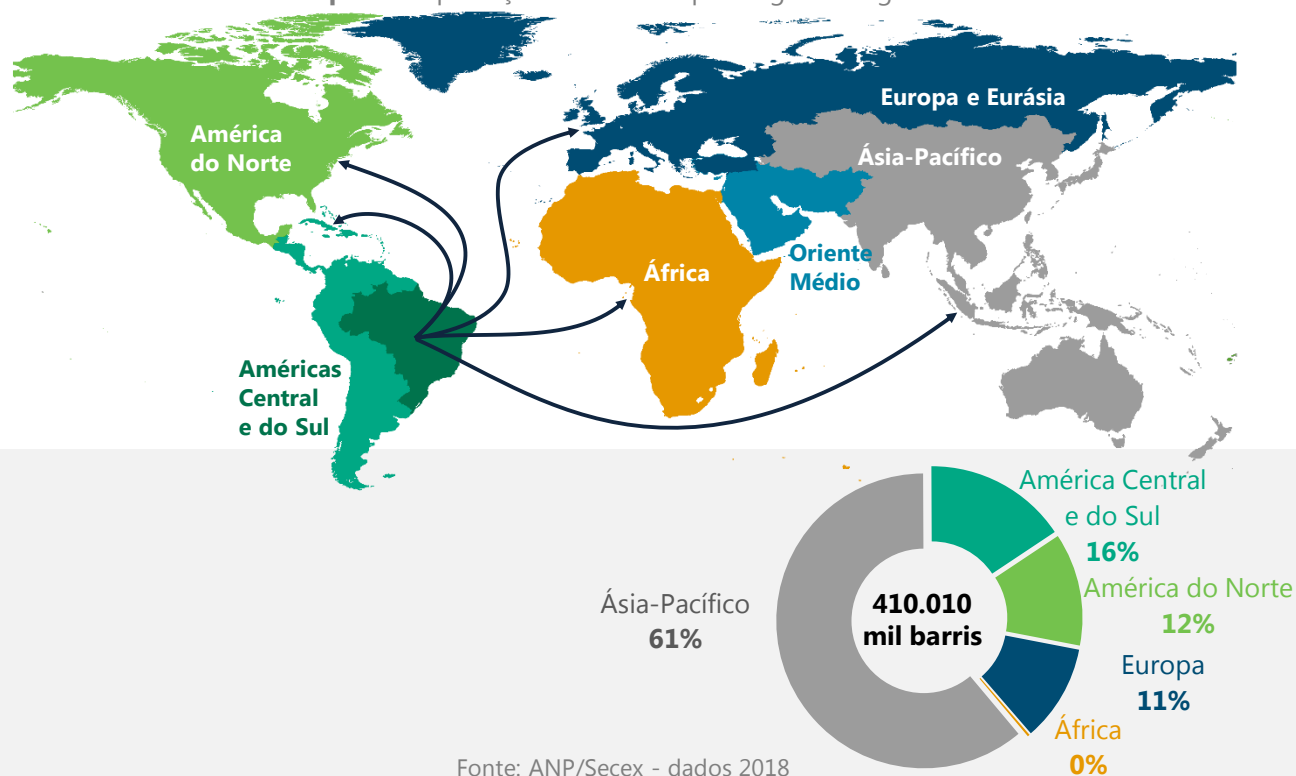 América
do Norte
Europa e Eurásia
Ásia-Pacífico
Oriente
Médio
África
Américas
Central
e do Sul
América Central
e do Sul
16%
América do Norte
12%
Ásia-Pacífico
61%
410.010
mil barris
Europa
11%
África
0%
Fonte: ANP/Secex - dados 2018